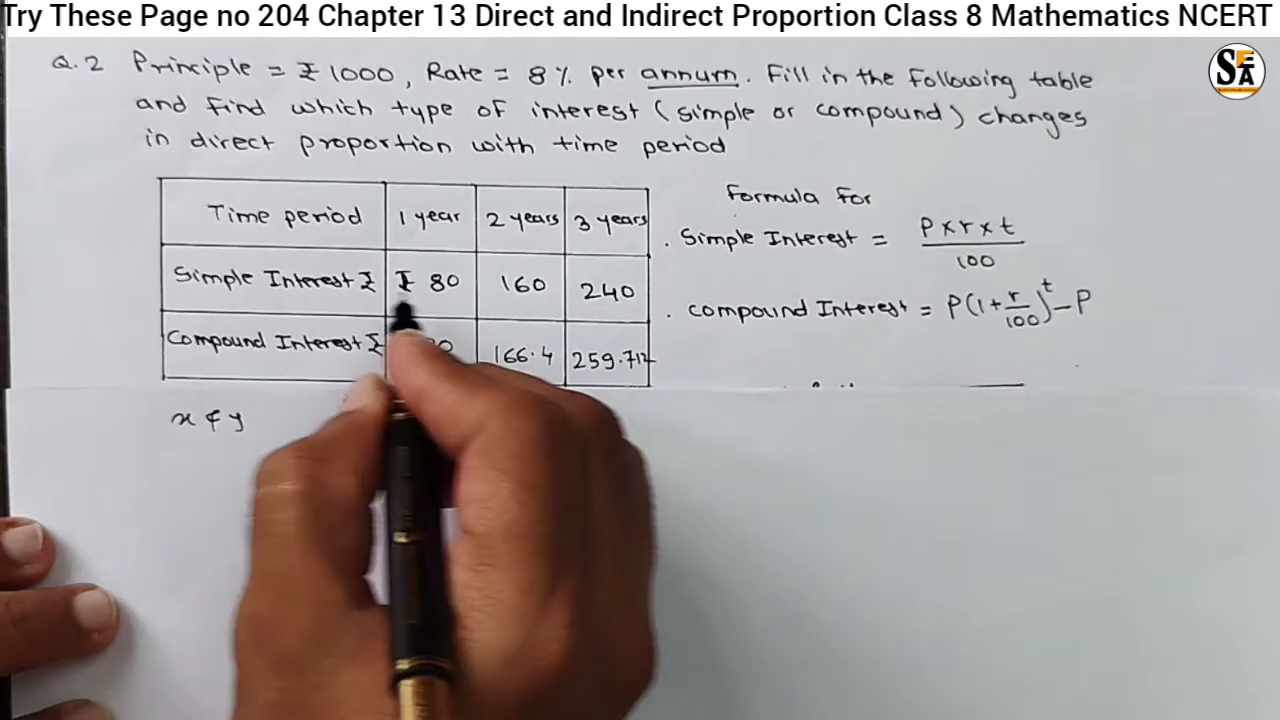 Try These Page no 204 Chapter 13 Direct and Indirect Proportion Class 8 Mathematics NCERT
Q.2 Principle = ₹ 1000, Rate = 8% per annum. Fill in the following table
and find which type of interest (simple or compound) changes
in direct proportion with time period
Time period 1 year 2 years 3 years
Simple Interest ₹ ₹ 80 160 240
Compound Interest ₹ 166.4 259.712
Formula for
. Simple Interest = P×r×t/100
. compound Interest = P(1+r/100)^t-P
x & y